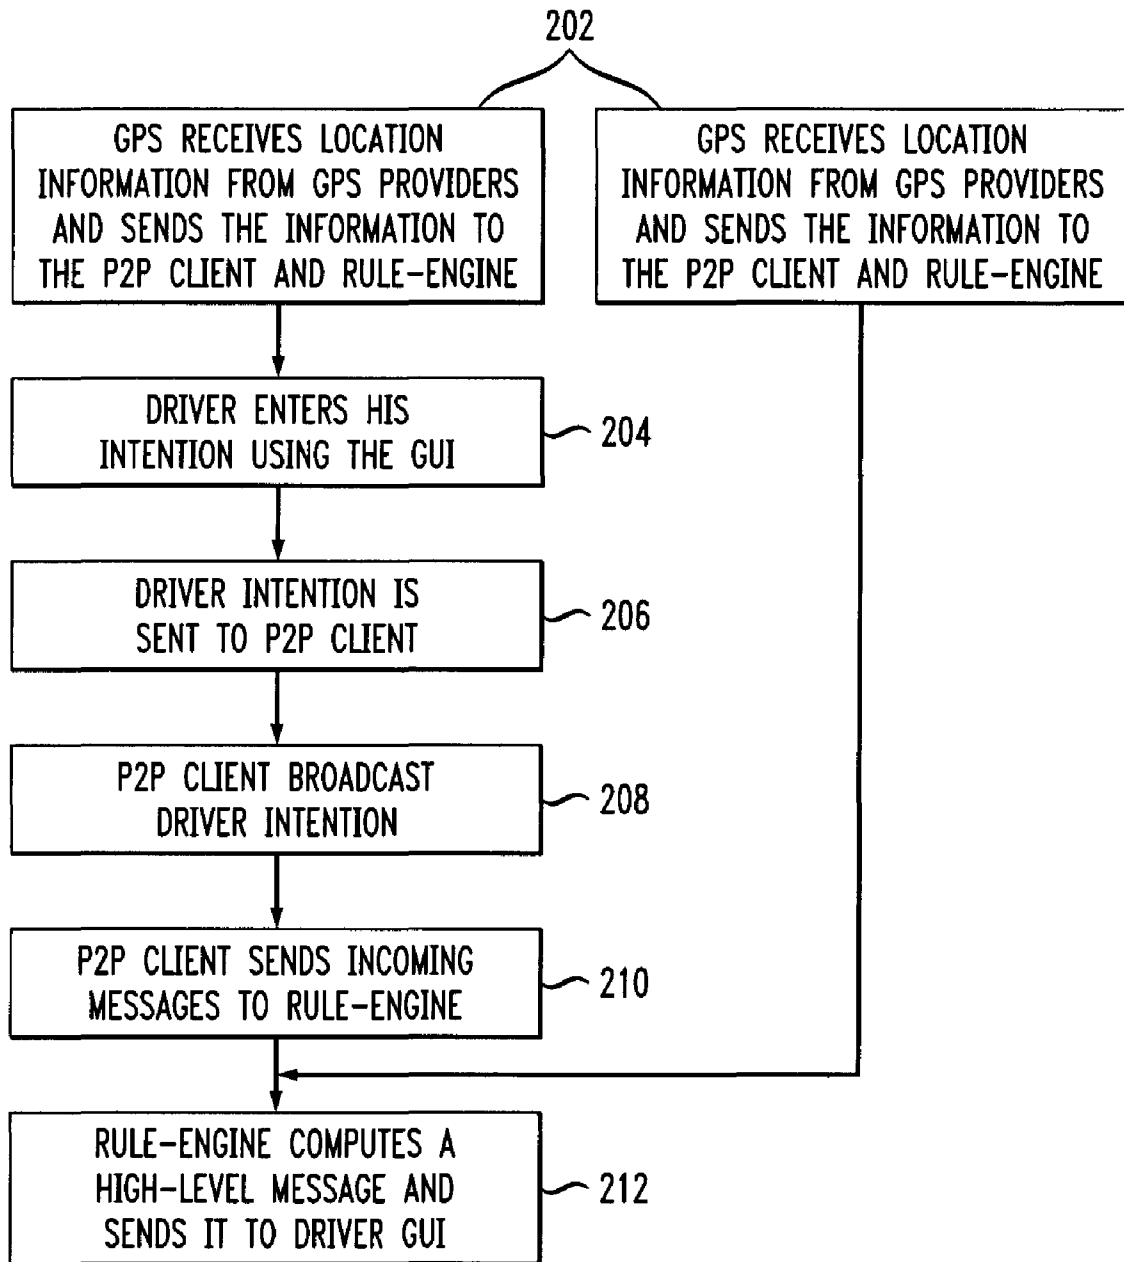 202
GPS RECEIVES LOCATION
INFORMATION FROM GPS PROVIDERS
AND SENDS THE INFORMATION TO
THE P2P CLIENT AND RULE-ENGINE
GPS RECEIVES LOCATION
INFORMATION FROM GPS PROVIDERS
AND SENDS THE INFORMATION TO
THE P2P CLIENT AND RULE-ENGINE
DRIVER ENTERS HIS
INTENTION USING THE GUI
204
DRIVER INTENTION IS
SENT TO P2P CLIENT
206
P2P CLIENT BROADCAST
DRIVER INTENTION
208
P2P CLIENT SENDS INCOMING
MESSAGES TO RULE-ENGINE
210
RULE-ENGINE COMPUTES A
HIGH-LEVEL MESSAGE AND
SENDS IT TO DRIVER GUI
212